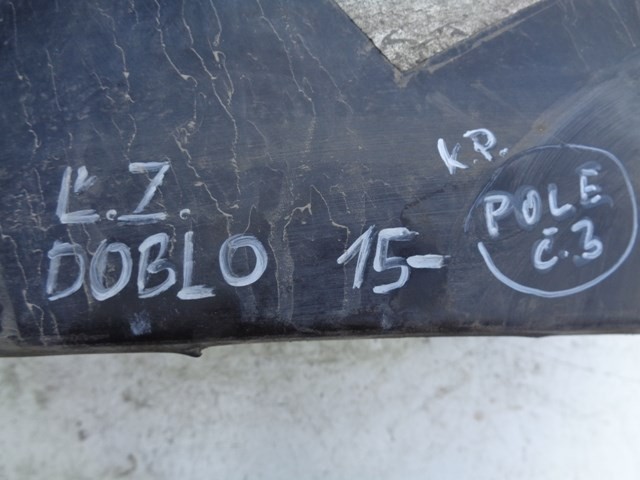 K.P.
Ľ.Z.
POLE
Č.3
DOBLO 15-